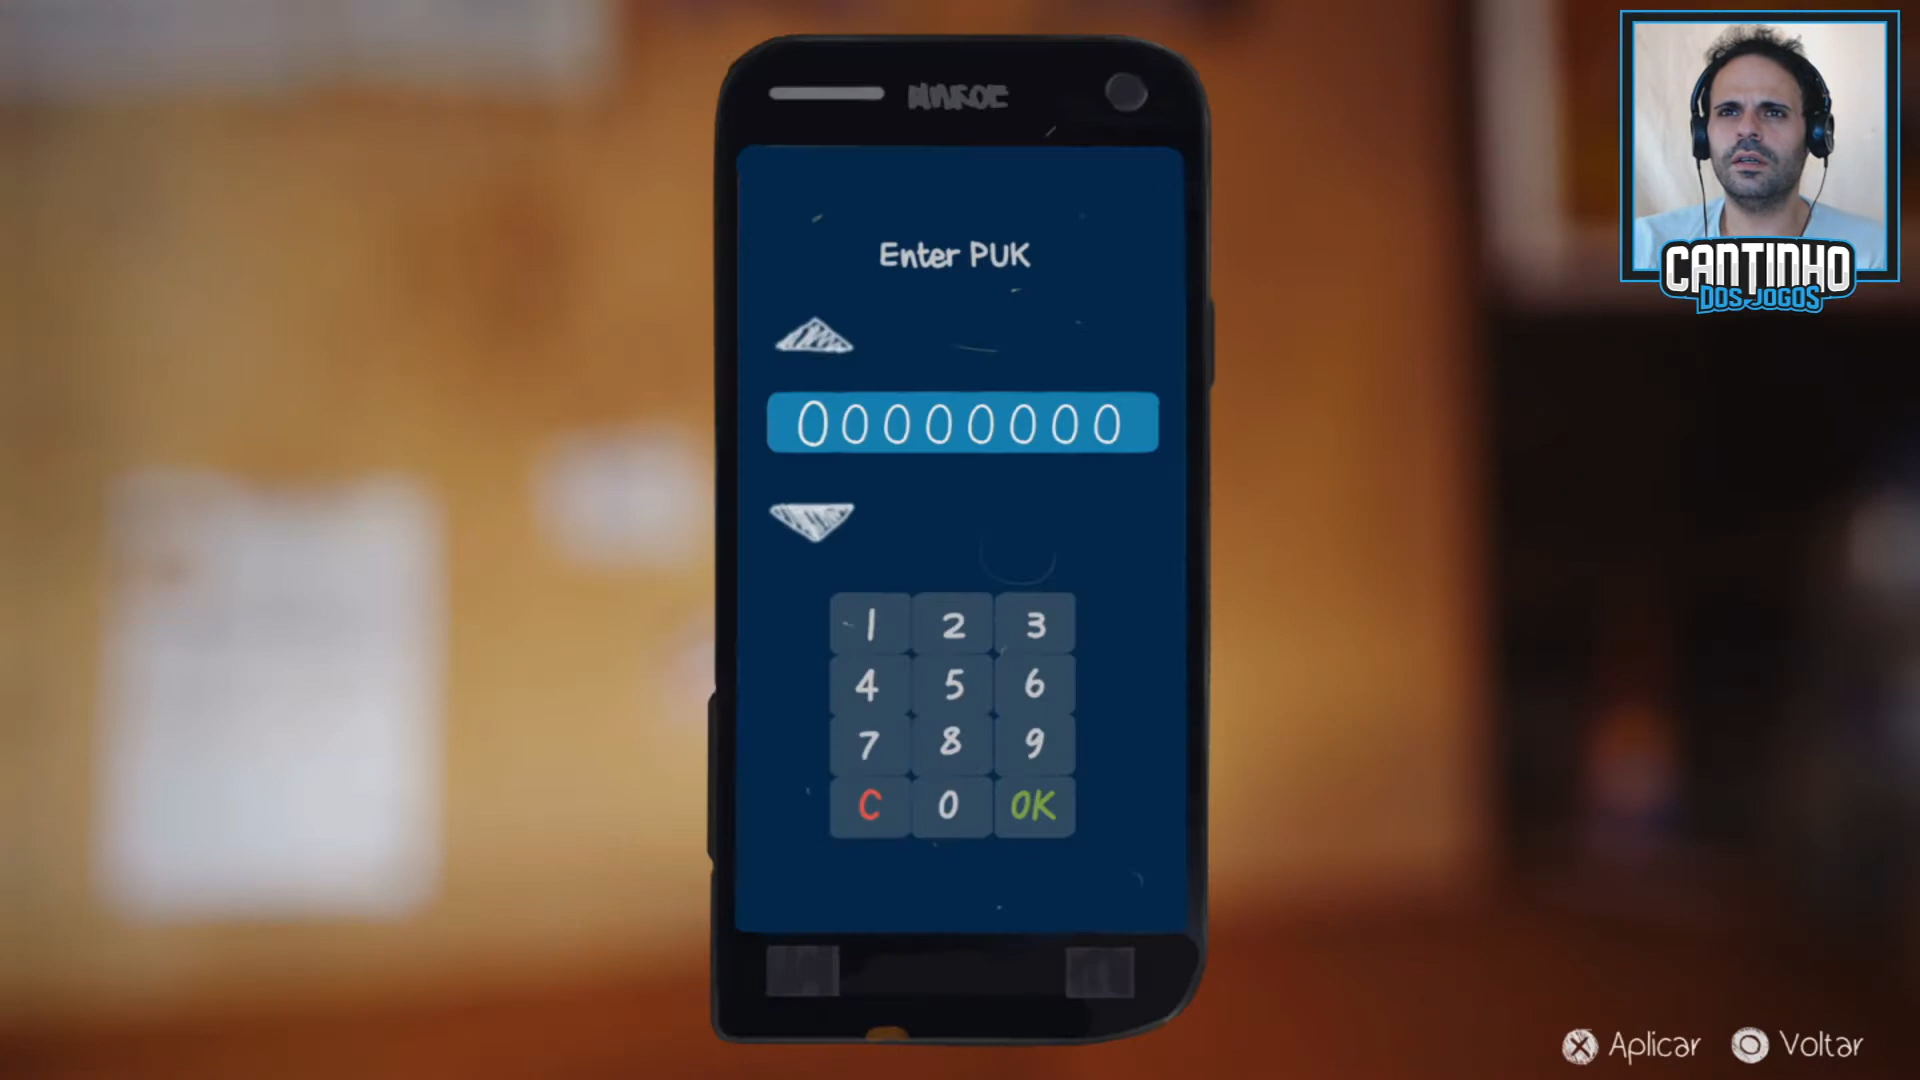 Enter PUK
00000000
1 2 3
4 5 6
7 8 9
C 0 OK
CANTINHO
DOS JOGOS
Aplicar Voltar